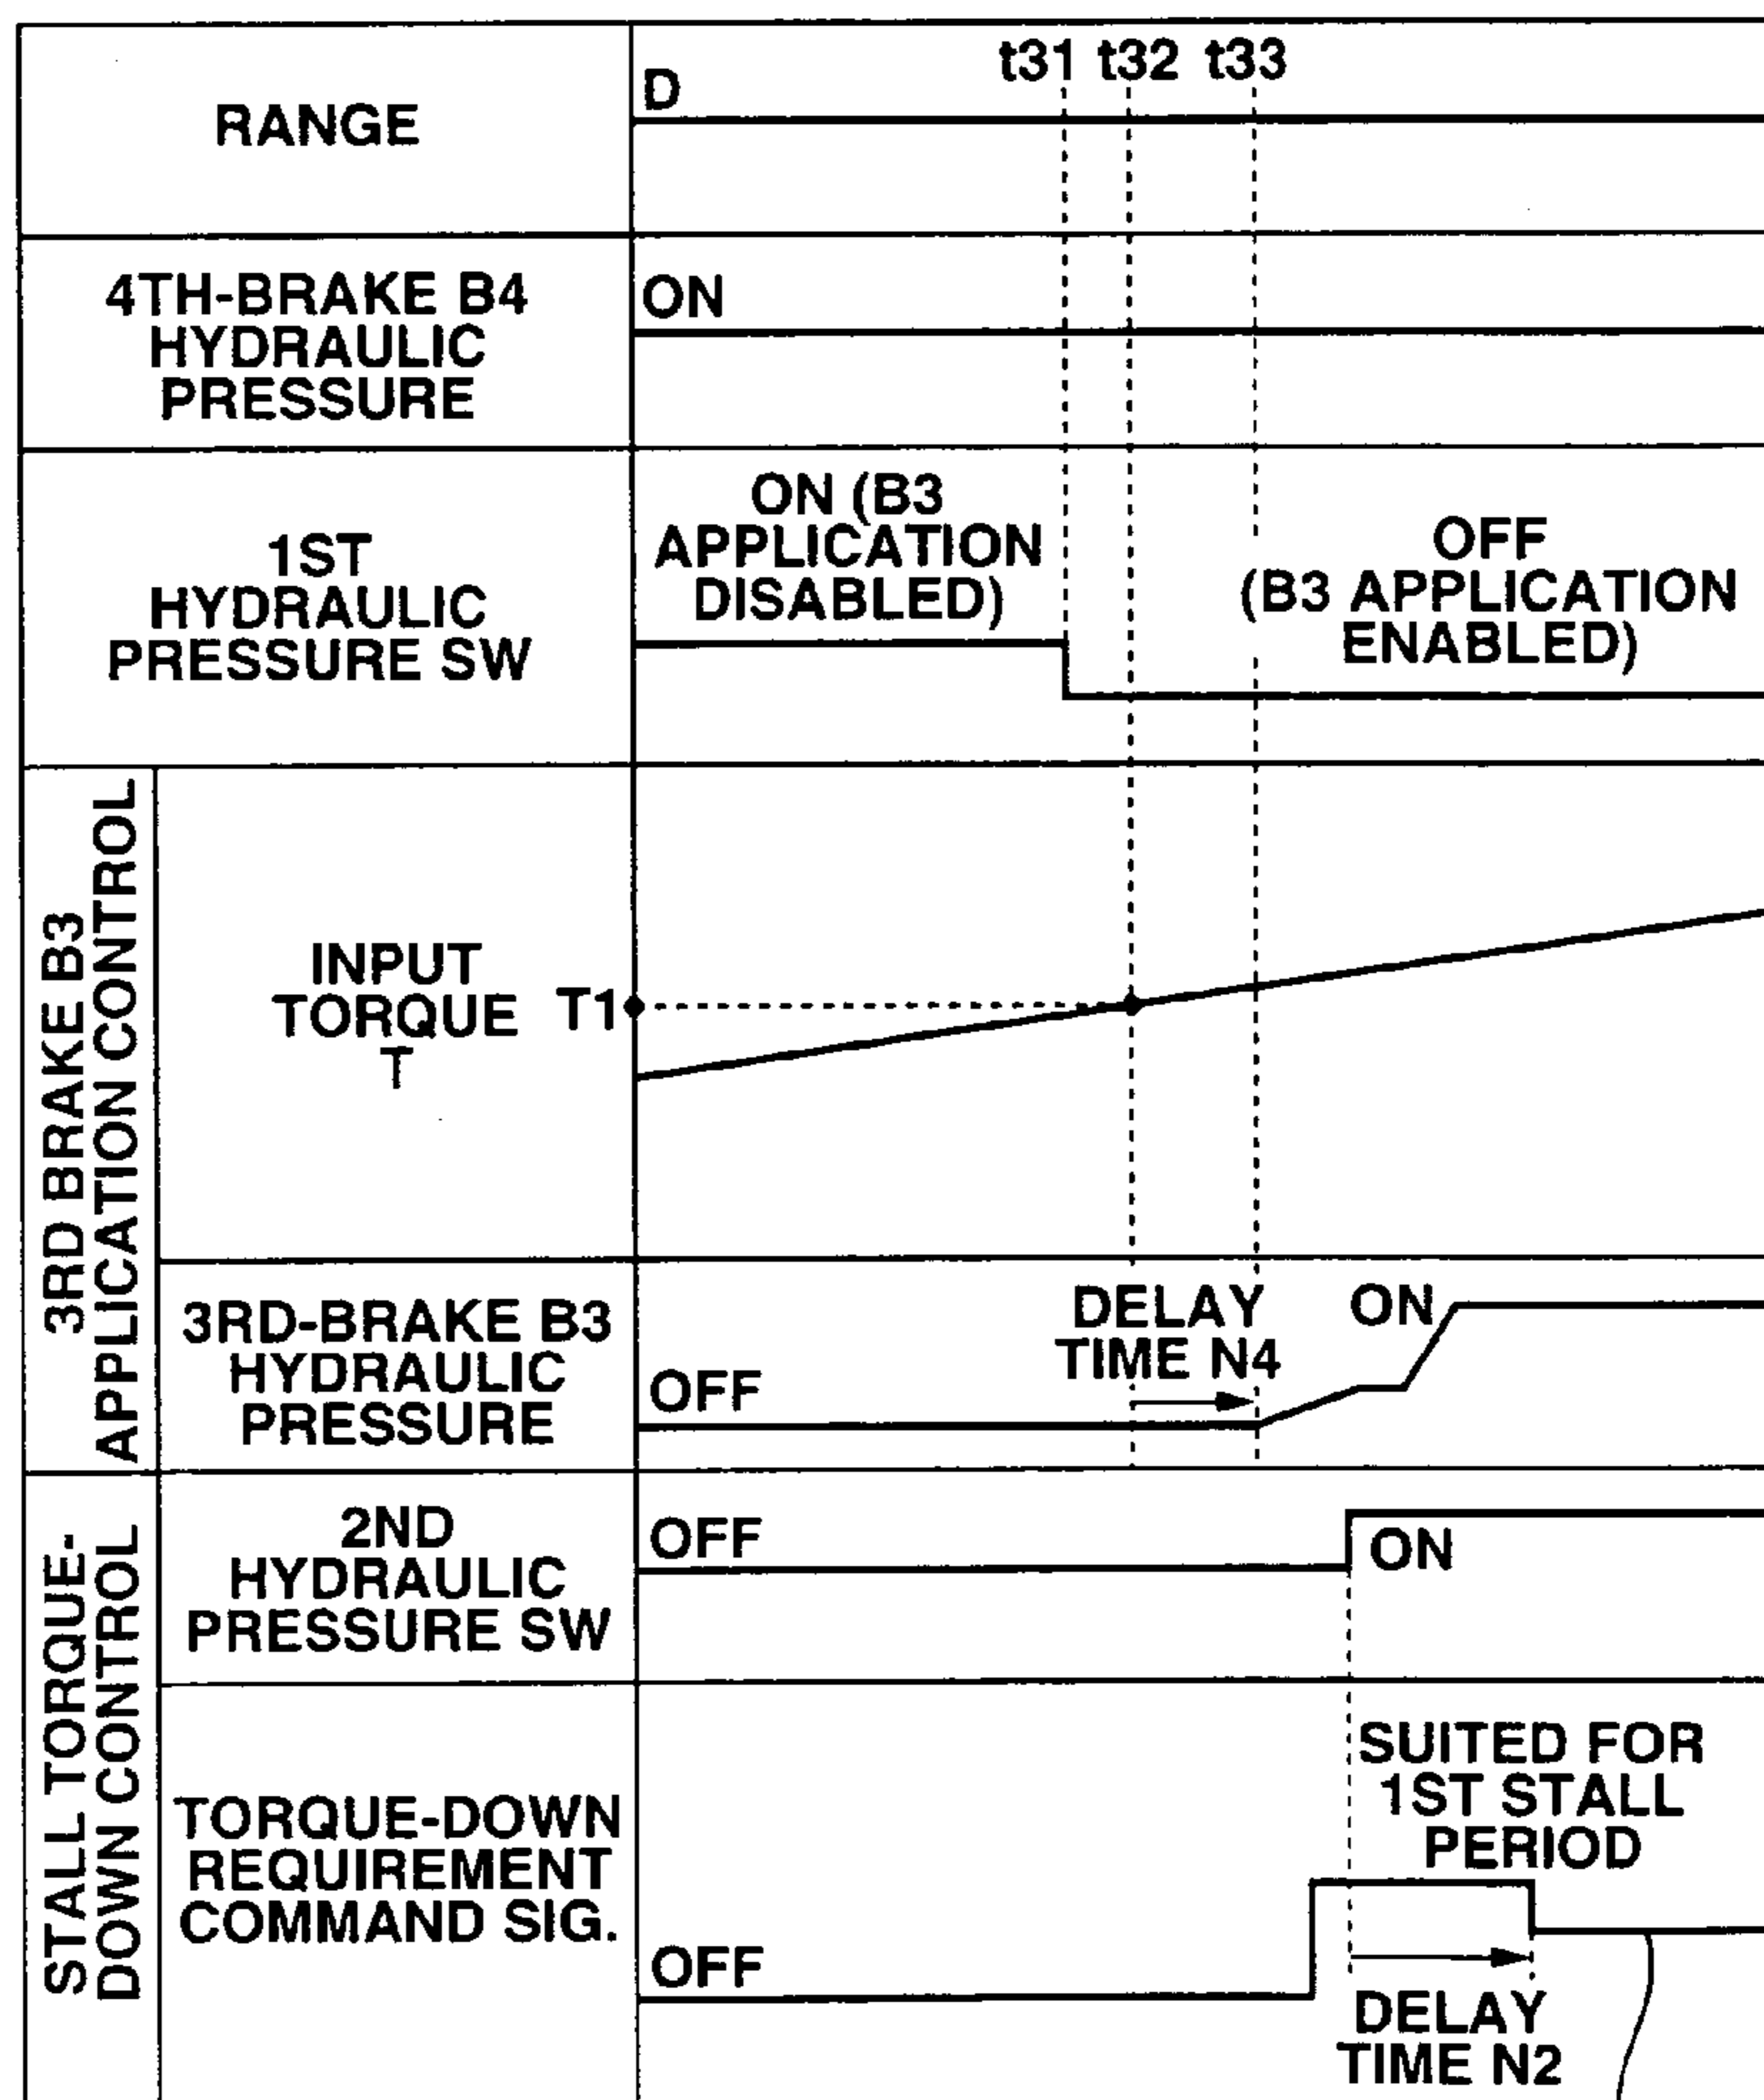 t31 t32 t33
RANGE
D
4TH-BRAKE B4
HYDRAULIC
PRESSURE
ON
1ST
HYDRAULIC
PRESSURE SW
ON (B3
APPLICATION
DISABLED)
OFF
(B3 APPLICATION
ENABLED)
3RD BRAKE B3
APPLICATION CONTROL
INPUT
TORQUE
T
T1
3RD-BRAKE B3
HYDRAULIC
PRESSURE
OFF
DELAY
TIME N4
ON
STALL TORQUE-
DOWN CONTROL
2ND
HYDRAULIC
PRESSURE SW
OFF
ON
TORQUE-DOWN
REQUIREMENT
COMMAND SIG.
OFF
SUITED FOR
1ST STALL
PERIOD
DELAY
TIME N2